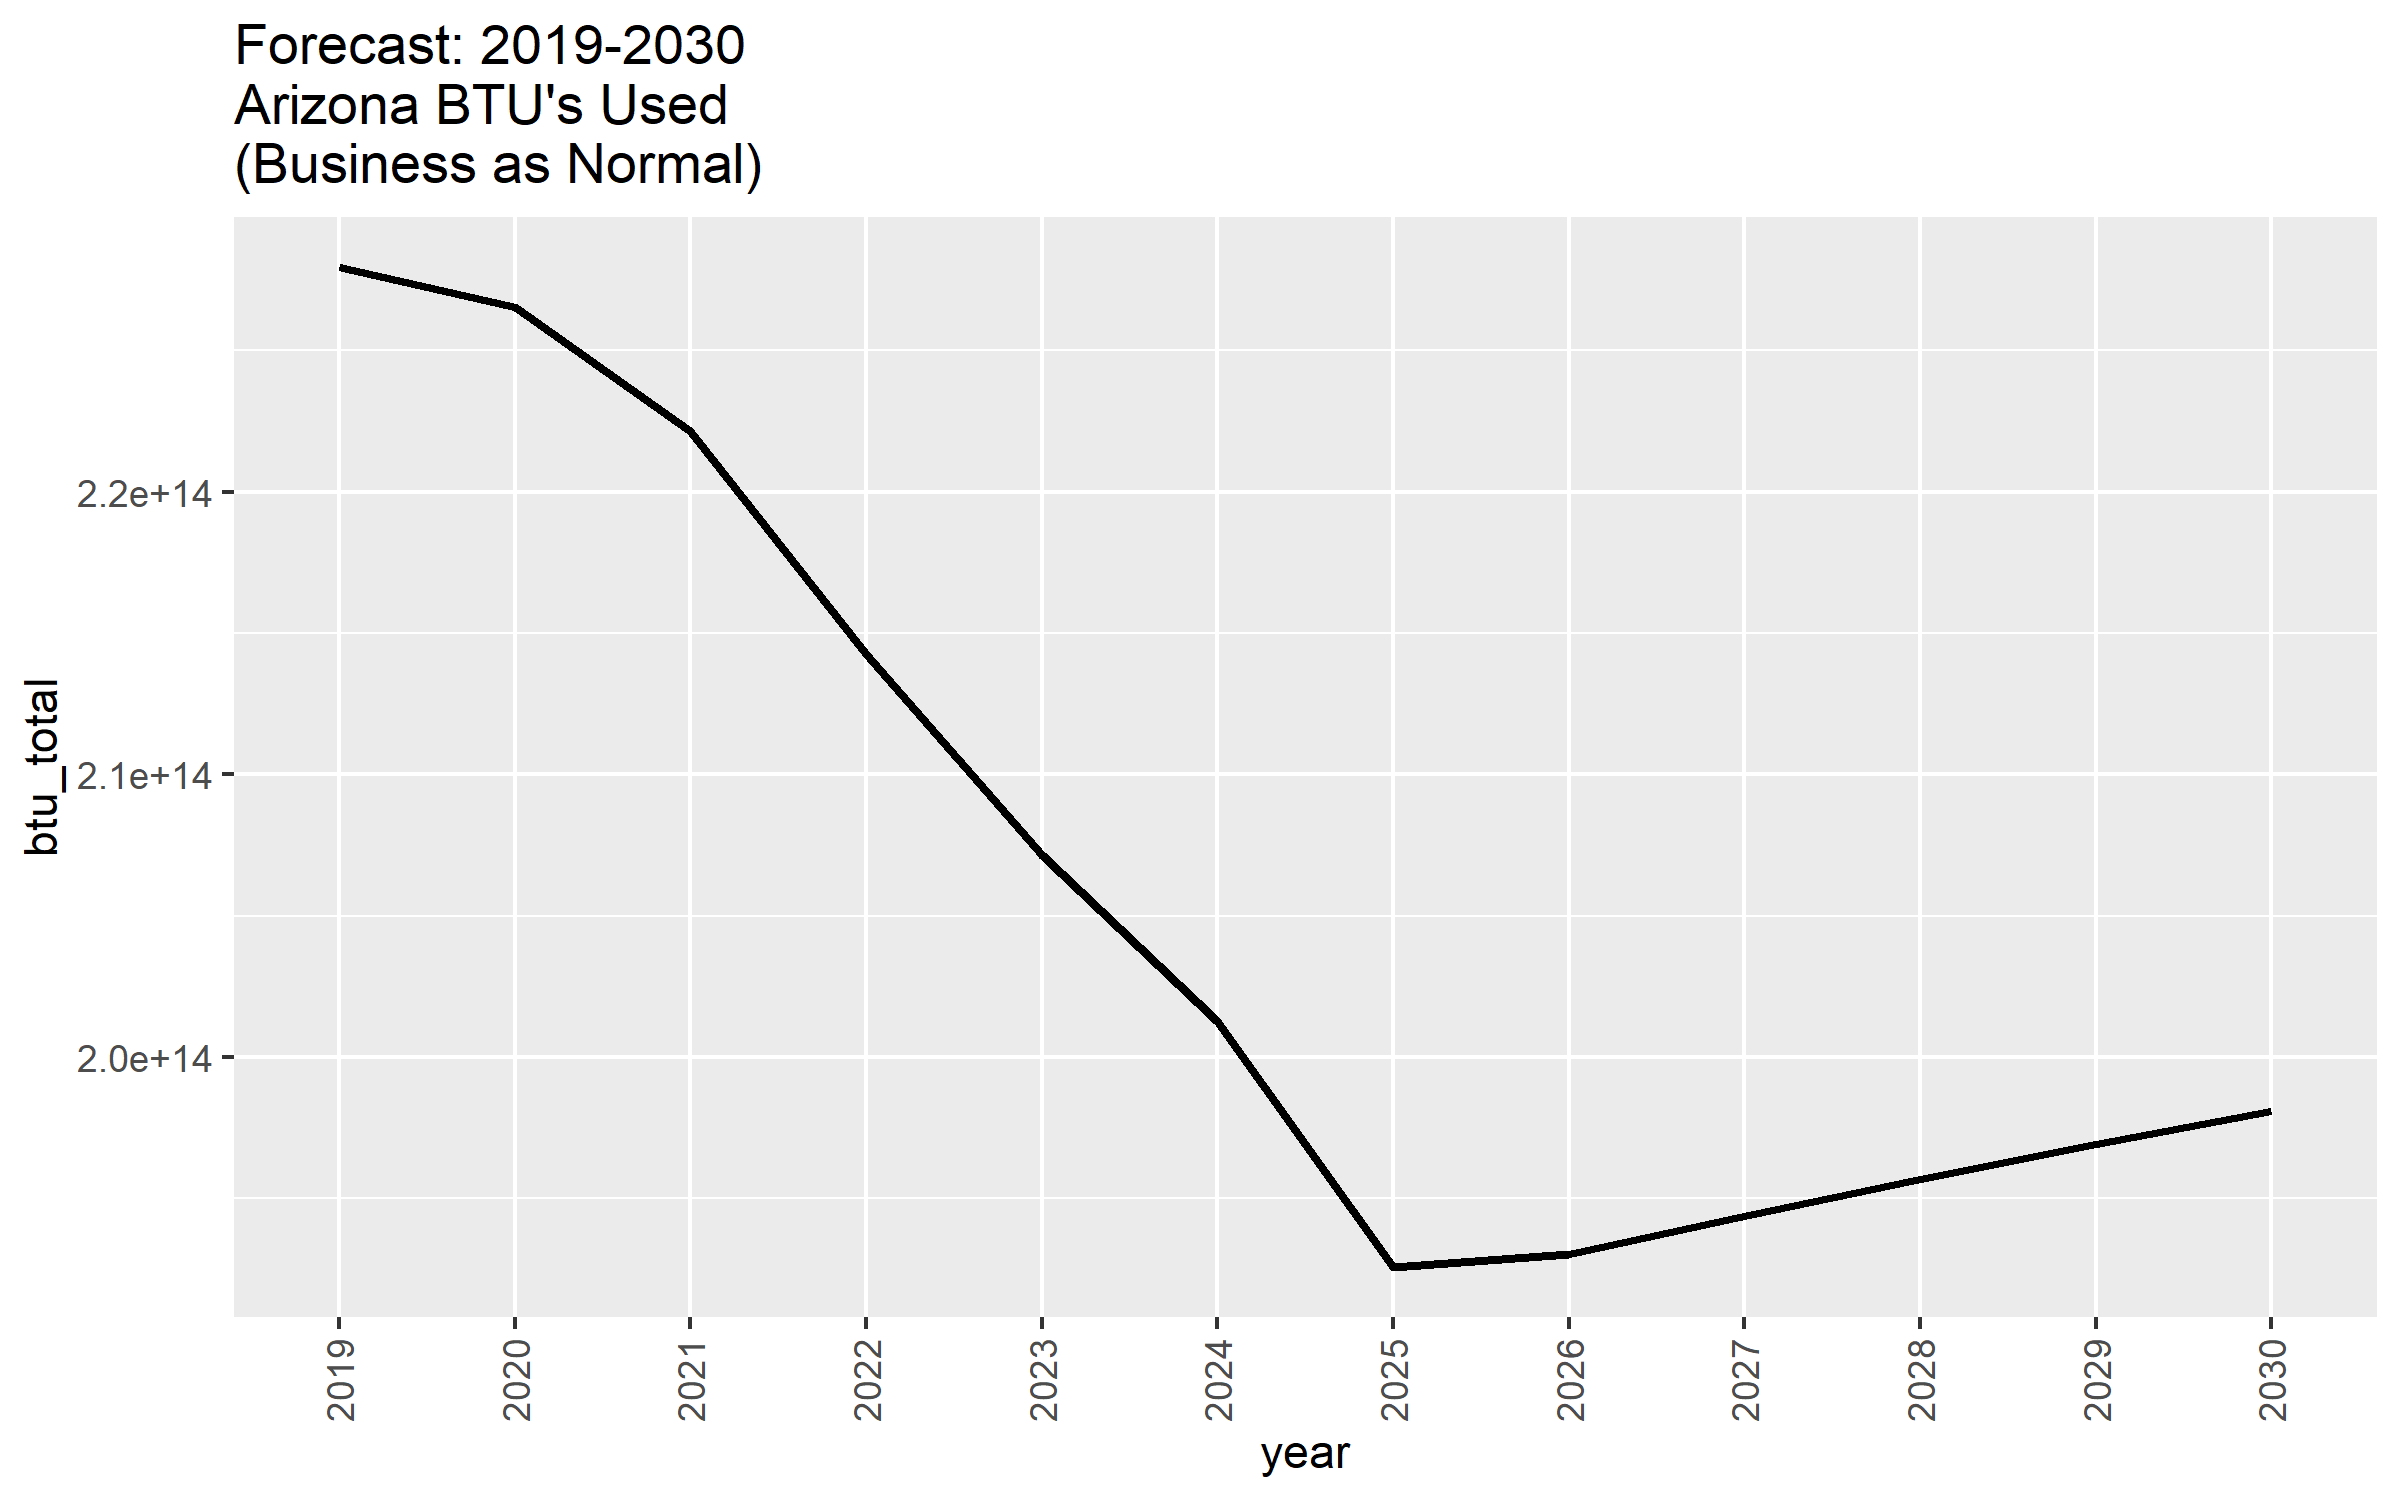 Forecast: 2019-2030
Arizona BTU's Used
(Business as Normal)
btu_total
2.2e+14
2.1e+14
2.0e+14
2019
2020
2021
2022
2023
2024
2025
2026
2027
2028
2029
2030
year